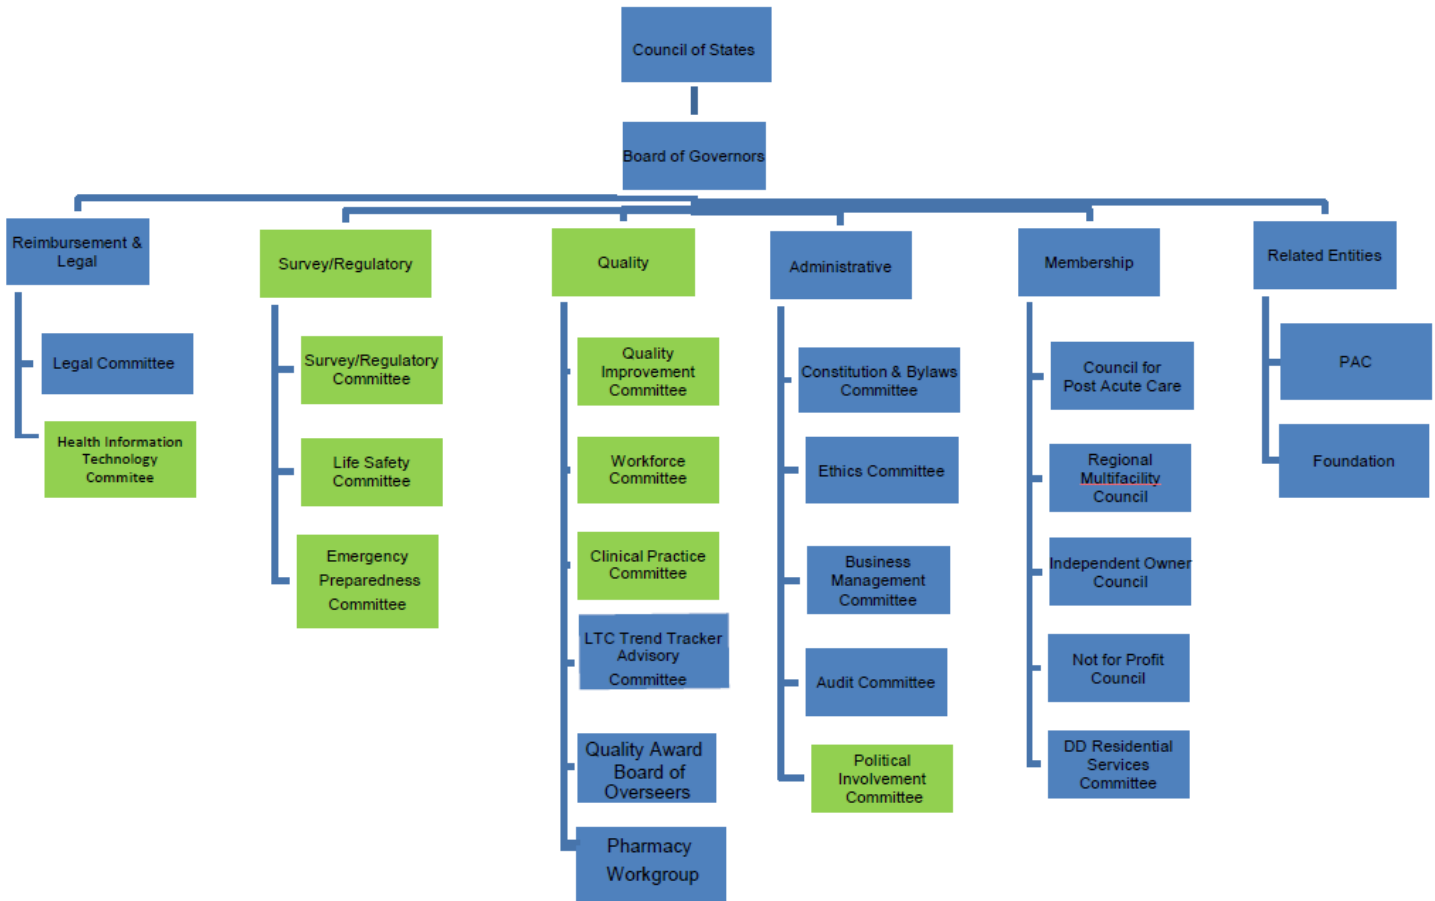 Council of States
Board of Governors
Reimbursement &
Legal
Legal Committee
Health Information
Technology
Commitee
Survey/Regulatory
Survey/Regulatory
Committee
Life Safety
Committee
Emergency
Preparedness
Committee
Quality
Quality
Improvement
Committee
Workforce
Committee
Clinical Practice
Committee
LTC Trend Tracker
Advisory
Committee
Quality Award
Board of
Overseers
Pharmacy
Workgroup
Administrative
Constitution & Bylaws
Committee
Ethics Committee
Business
Management
Committee
Audit Committee
Political
Involvement
Committee
Membership
Council for
Post Acute Care
Regional
Multifacility
Council
Independent Owner
Council
Not for Profit
Council
DD Residential
Services
Committee
Related Entities
PAC
Foundation